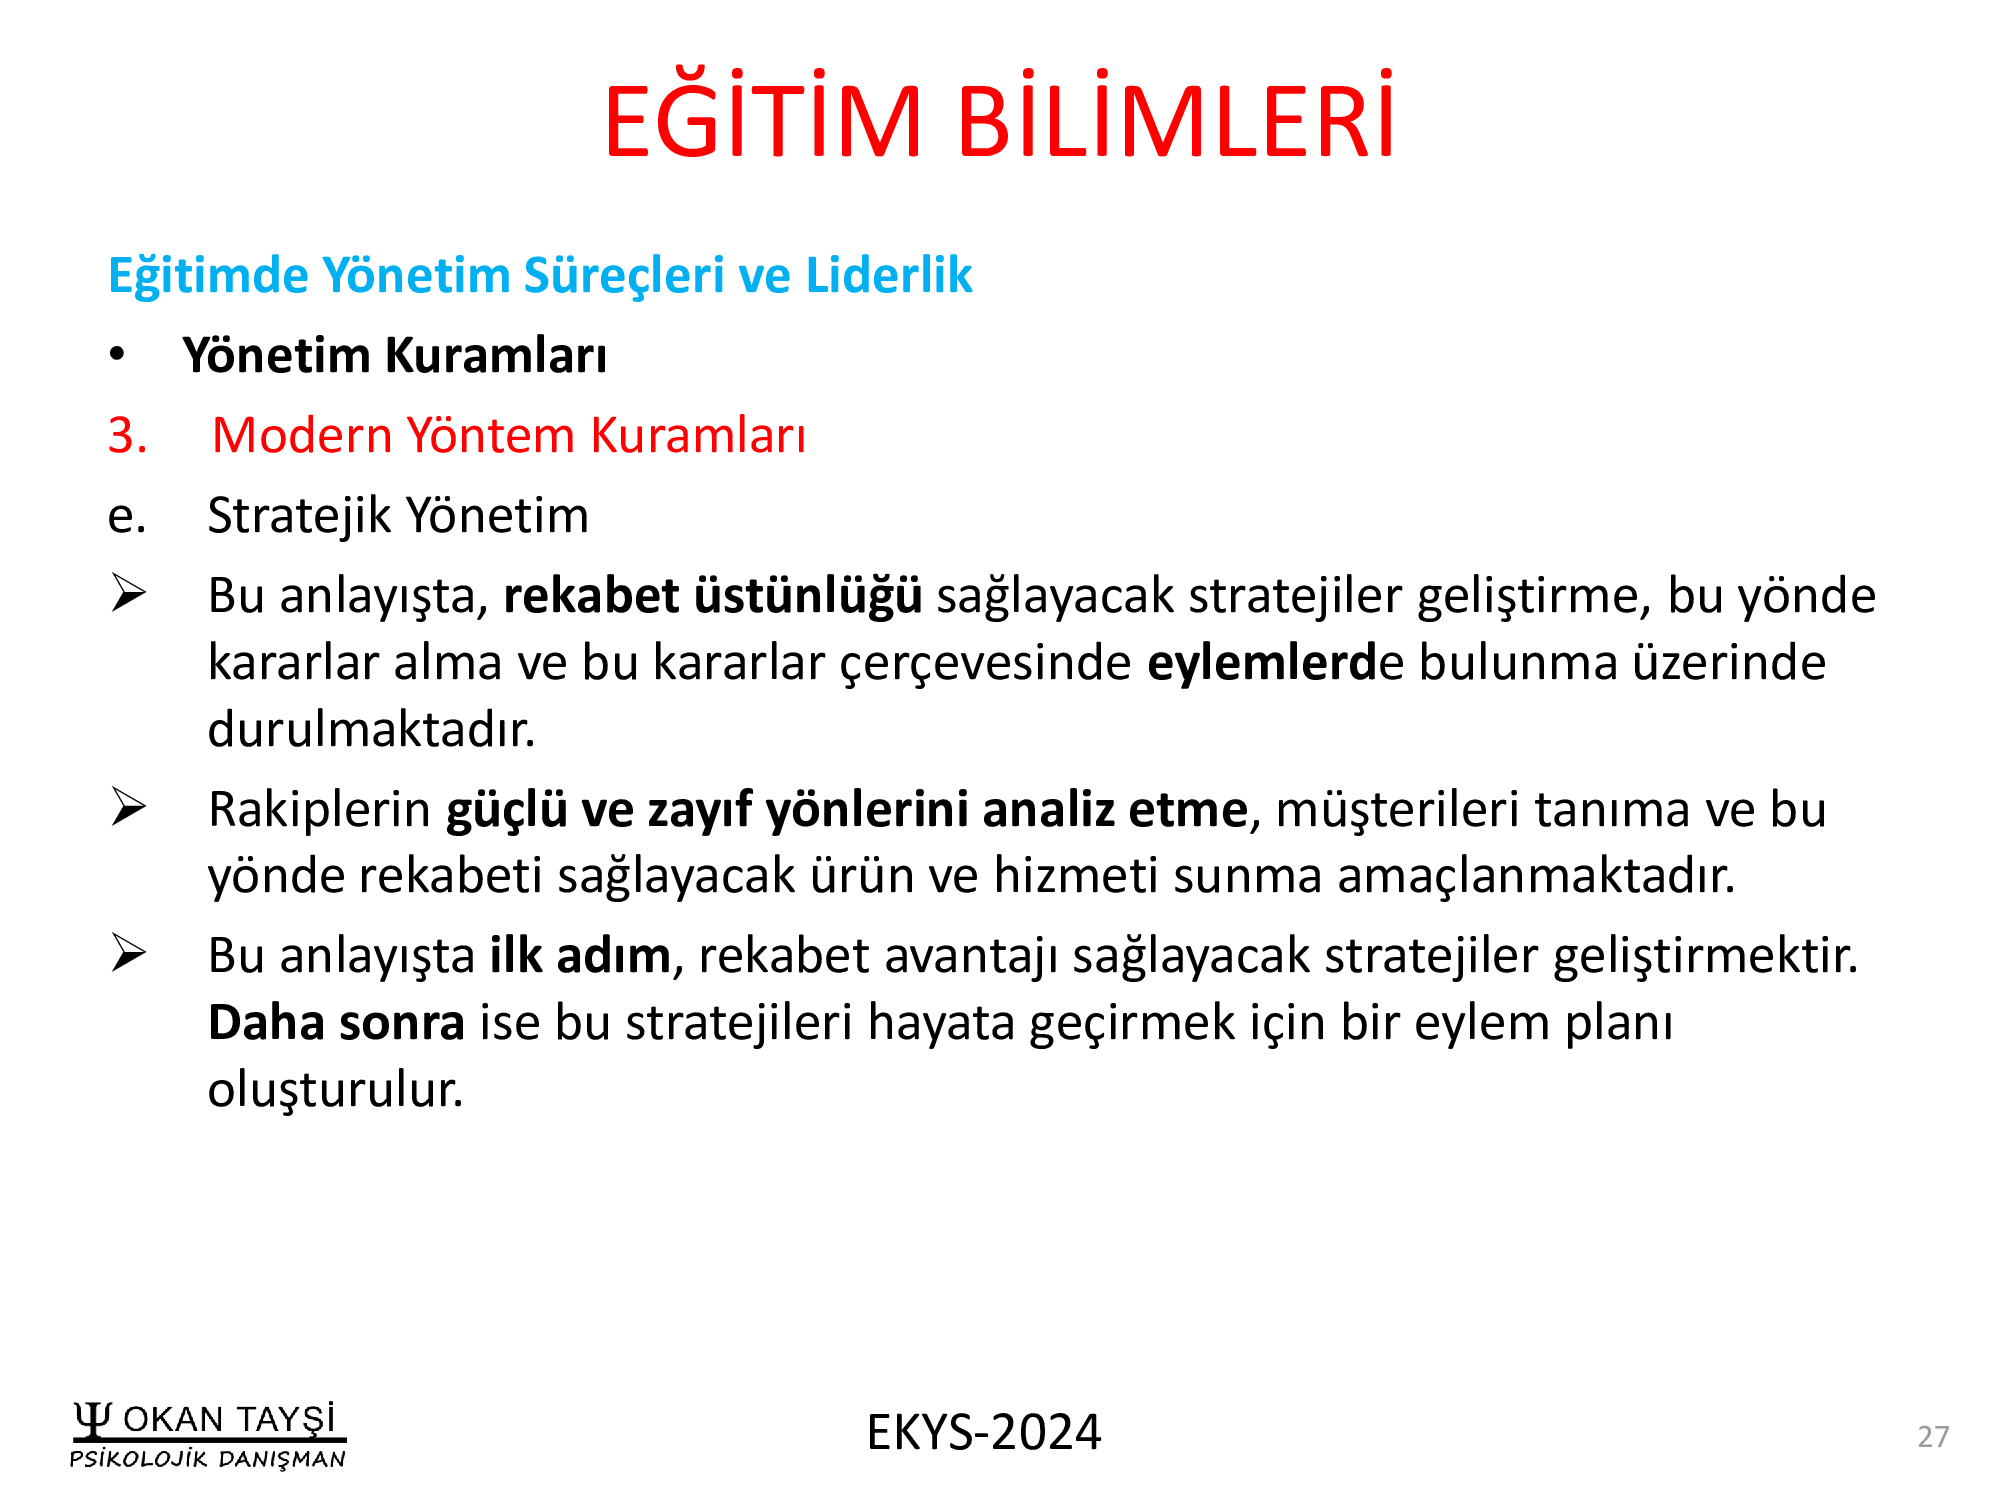 EĞİTİM BİLİMLERİ
Eğitimde Yönetim Süreçleri ve Liderlik
• Yönetim Kuramları
3. Modern Yöntem Kuramları
e. Stratejik Yönetim
➢ Bu anlayışta, rekabet üstünlüğü sağlayacak stratejiler geliştirme, bu yönde
kararlar alma ve bu kararlar çerçevesinde eylemlerde bulunma üzerinde
durulmaktadır.
➢ Rakiplerin güçlü ve zayıf yönlerini analiz etme, müşterileri tanıma ve bu
yönde rekabeti sağlayacak ürün ve hizmeti sunma amaçlanmaktadır.
➢ Bu anlayışta ilk adım, rekabet avantajı sağlayacak stratejiler geliştirmektir.
Daha sonra ise bu stratejileri hayata geçirmek için bir eylem planı
oluşturulur.
Ψ OKAN TAYŞİ
PSİKOLOJİK DANIŞMAN
EKYS-2024
27